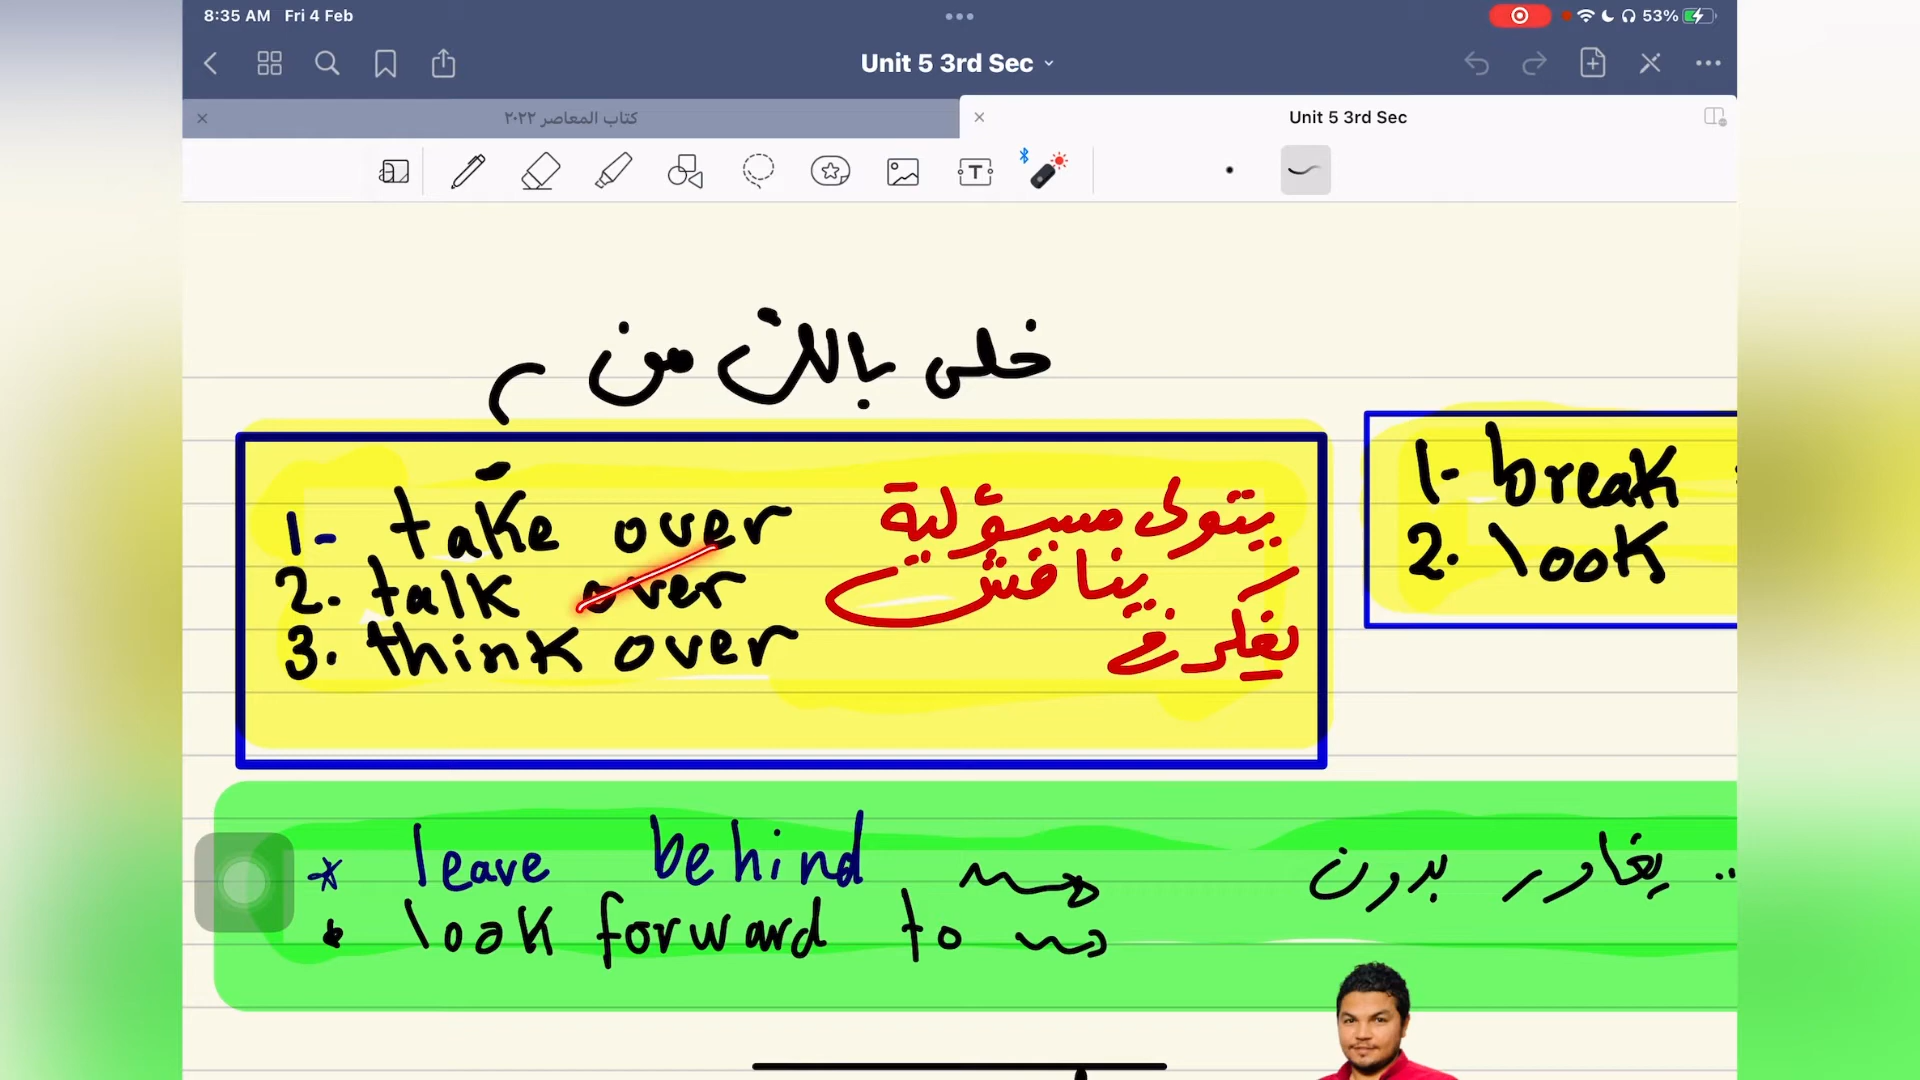 8:35 AM Fri 4 Feb
53%
Unit 5 3rd Sec
كتاب المعاصر ٢٠٢٢
Unit 5 3rd Sec
خلى بالك من
1- take over يتولى مسؤلية
2. talk over يناقش
3. think over يفكر في
1- break
2. look
* leave behind يغادر بدون ..
* look forward to